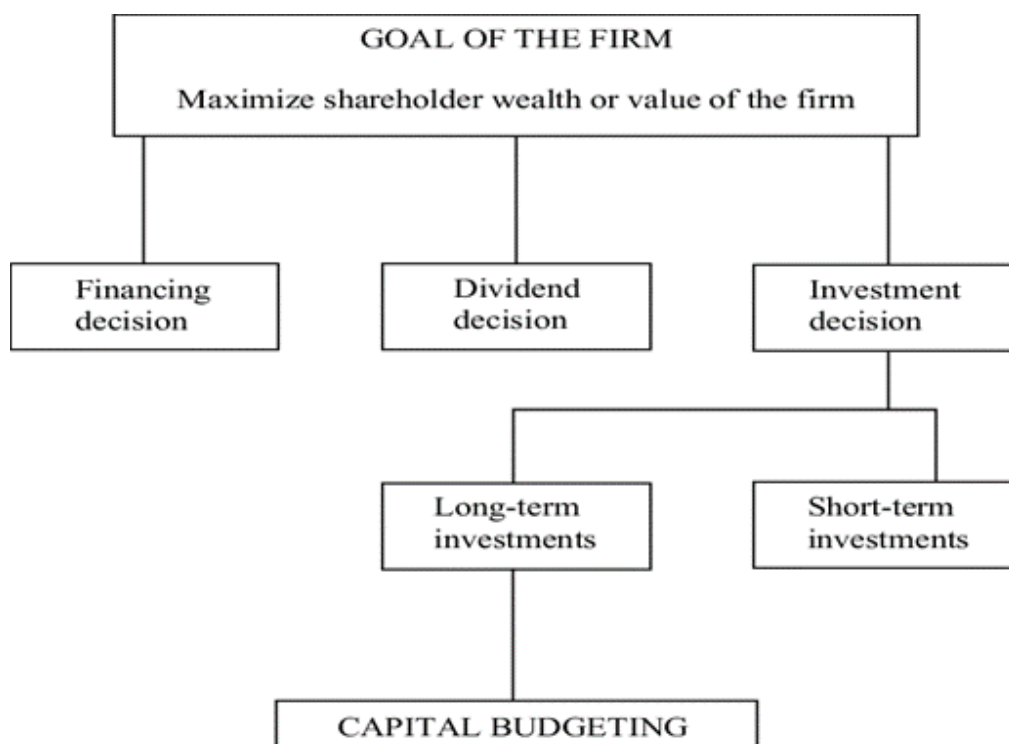 GOAL OF THE FIRM
Maximize shareholder wealth or value of the firm
Financing
decision
Dividend
decision
Investment
decision
Long-term
investments
Short-term
investments
CAPITAL BUDGETING